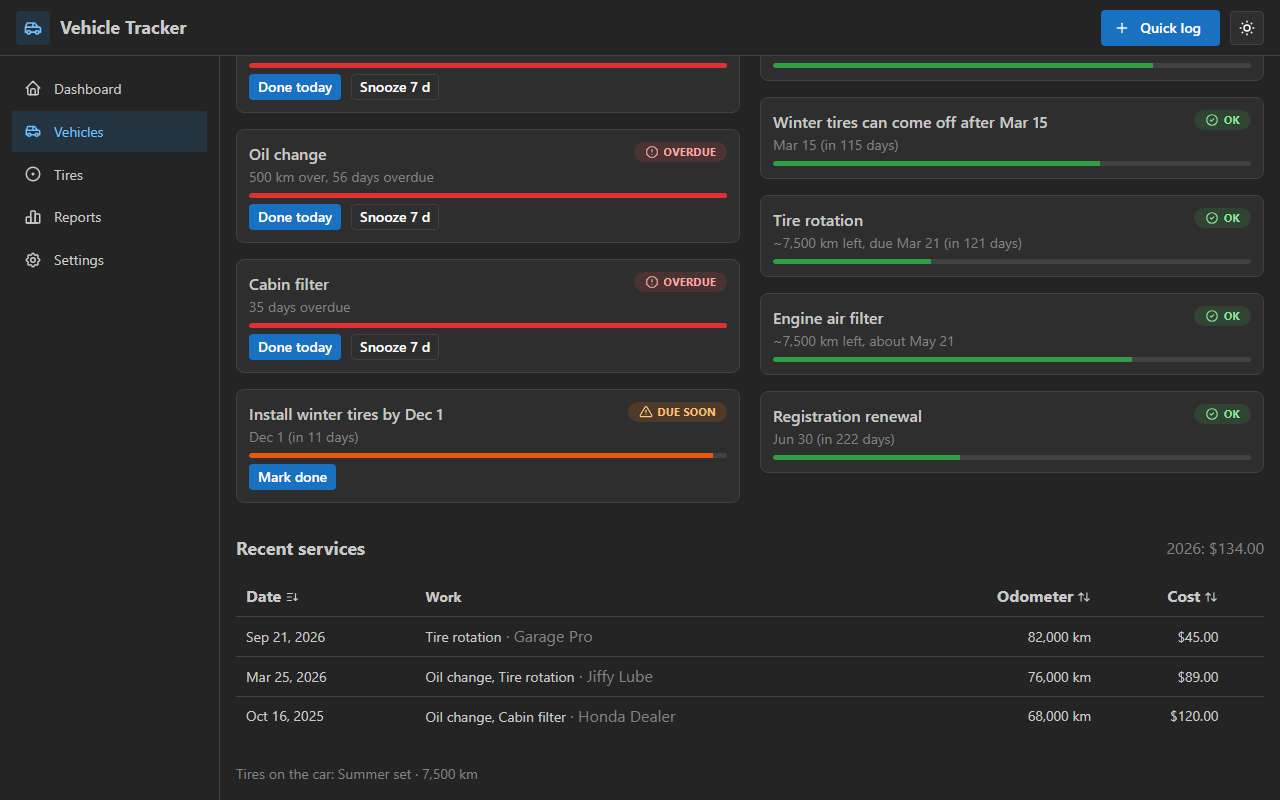 Vehicle Tracker
Quick log
Dashboard
Vehicles
Tires
Reports
Settings
Done today
Snooze 7 d
Oil change
OVERDUE
500 km over, 56 days overdue
Done today
Snooze 7 d
Cabin filter
OVERDUE
35 days overdue
Done today
Snooze 7 d
Install winter tires by Dec 1
DUE SOON
Dec 1 (in 11 days)
Mark done
Winter tires can come off after Mar 15
OK
Mar 15 (in 115 days)
Tire rotation
OK
~7,500 km left, due Mar 21 (in 121 days)
Engine air filter
OK
~7,500 km left, about May 21
Registration renewal
OK
Jun 30 (in 222 days)
Recent services
2026: $134.00
Date Work Odometer Cost
Sep 21, 2026 Tire rotation · Garage Pro 82,000 km $45.00
Mar 25, 2026 Oil change, Tire rotation · Jiffy Lube 76,000 km $89.00
Oct 16, 2025 Oil change, Cabin filter · Honda Dealer 68,000 km $120.00
Tires on the car: Summer set · 7,500 km